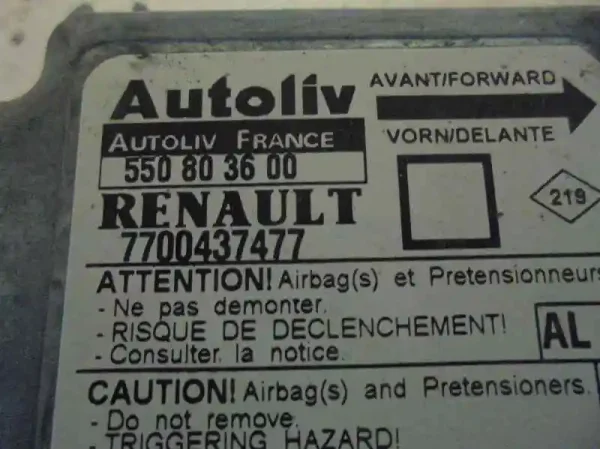 Autoliv
AVANT/FORWARD
AUTOLIV FRANCE
VORN/DELANTE
550 80 36 00
RENAULT
219
7700437477
ATTENTION! Airbag(s) et Pretensionneurs
- Ne pas demonter.
- RISQUE DE DECLENCHEMENT!
AL
- Consulter la notice.
CAUTION! Airbag(s) and Pretensioners.
- Do not remove.
- TRIGGERING HAZARD!